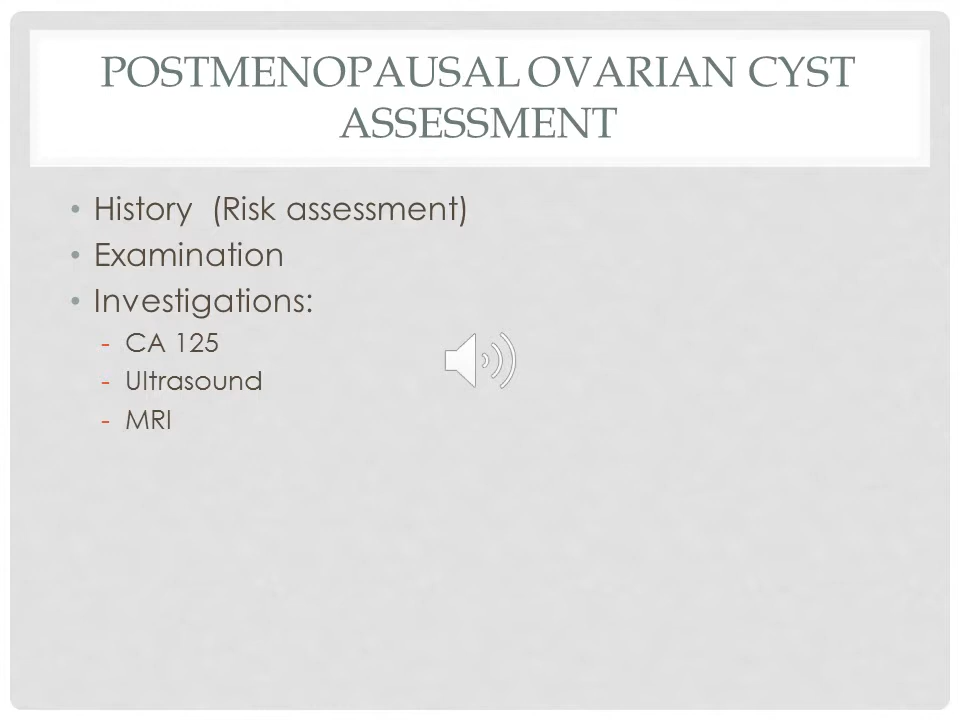 POSTMENOPAUSAL OVARIAN CYST
ASSESSMENT
• History (Risk assessment)
• Examination
• Investigations:
- CA 125
- Ultrasound
- MRI